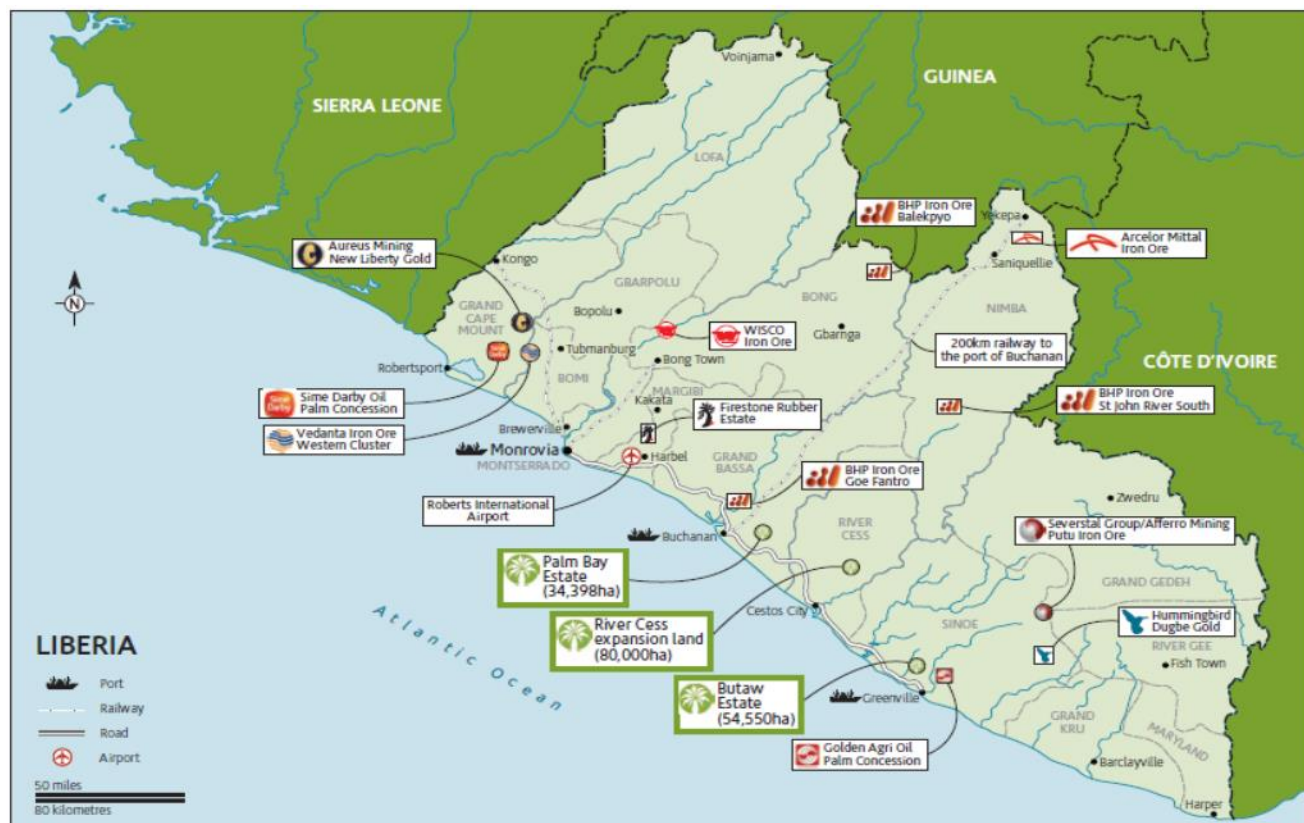 Voinjama
GUINEA
SIERRA LEONE
LOFA
BHP Iron Ore
Balekpyo
Yekepa
Arcelor Mittal
Iron Ore
Aureus Mining
New Liberty Gold
Kongo
Saniquellie
GBARPOLU
BONG
NIMBA
N
GRAND
CAPE
MOUNT
Bopolu
WISCO
Iron Ore
Gbarnga
200km railway to
the port of Buchanan
Tubmanburg
Bong Town
CÔTE D'IVOIRE
Robertsport
BOMI
MARGIBI
Sime
Darby
Sime Darby Oil
Palm Concession
Kakata
Firestone Rubber
Estate
BHP Iron Ore
St John River South
Vedanta Iron Ore
Western Cluster
Brewerville
Monrovia
MONTSERRADO
Harbel
GRAND
BASSA
BHP Iron Ore
Goe Fantro
Zwedru
Roberts International
Airport
RIVER
CESS
Severstal Group/Afferro Mining
Putu Iron Ore
Buchanan
Palm Bay
Estate
(34,398ha)
GRAND GEDEH
Cestos City
River Cess
expansion land
(80,000ha)
SINOE
Hummingbird
Dugbe Gold
Atlantic Ocean
RIVER GEE
Fish Town
LIBERIA
Butaw
Estate
(54,550ha)
Greenville
Port
Railway
Road
Airport
GRAND
KRU
MARYLAND
Golden Agri Oil
Palm Concession
Barclayville
50 miles
80 kilometres
Harper